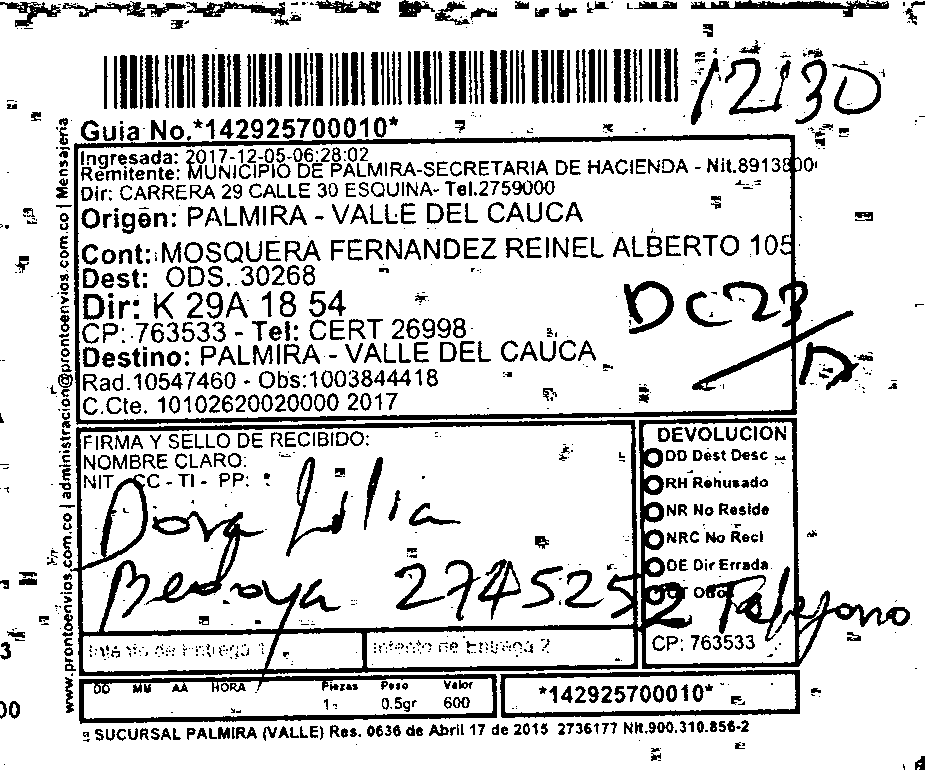 12130
Guia No.*142925700010*
Ingresada: 2017-12-05-06:28:02
Remitente: MUNICIPIO DE PALMIRA-SECRETARIA DE HACIENDA - Nit.8913800
Dir: CARRERA 29 CALLE 30 ESQUINA- Tel.2759000
Origen: PALMIRA - VALLE DEL CAUCA
Cont: MOSQUERA FERNANDEZ REINEL ALBERTO 105
Dest: ODS. 30268
Dir: K 29A 18 54
CP: 763533 - Tel: CERT 26998
Destino: PALMIRA - VALLE DEL CAUCA
Rad.10547460 - Obs:1003844418
C.Cte. 10102620020000 2017
DC23
www.prontoenvios.com.co | administracion@prontoenvios.com.co | Mensajeria
FIRMA Y SELLO DE RECIBIDO:
NOMBRE CLARO:
NIT - CC - TI - PP:
Dora Lilia
Bedoya 2745252 Telefono
DEVOLUCION
DD Dest Desc
RH Rehusado
NR No Reside
NRC No Recl
DE Dir Errada
OT Otros
CP: 763533
Intento de Entrega 1
Intento de Entrega 2
DD MM AA HORA
Piezas Peso Valor
1 0.5gr 600
*142925700010*
SUCURSAL PALMIRA (VALLE) Res. 0636 de Abril 17 de 2015 2736177 Nit.900.310.856-2